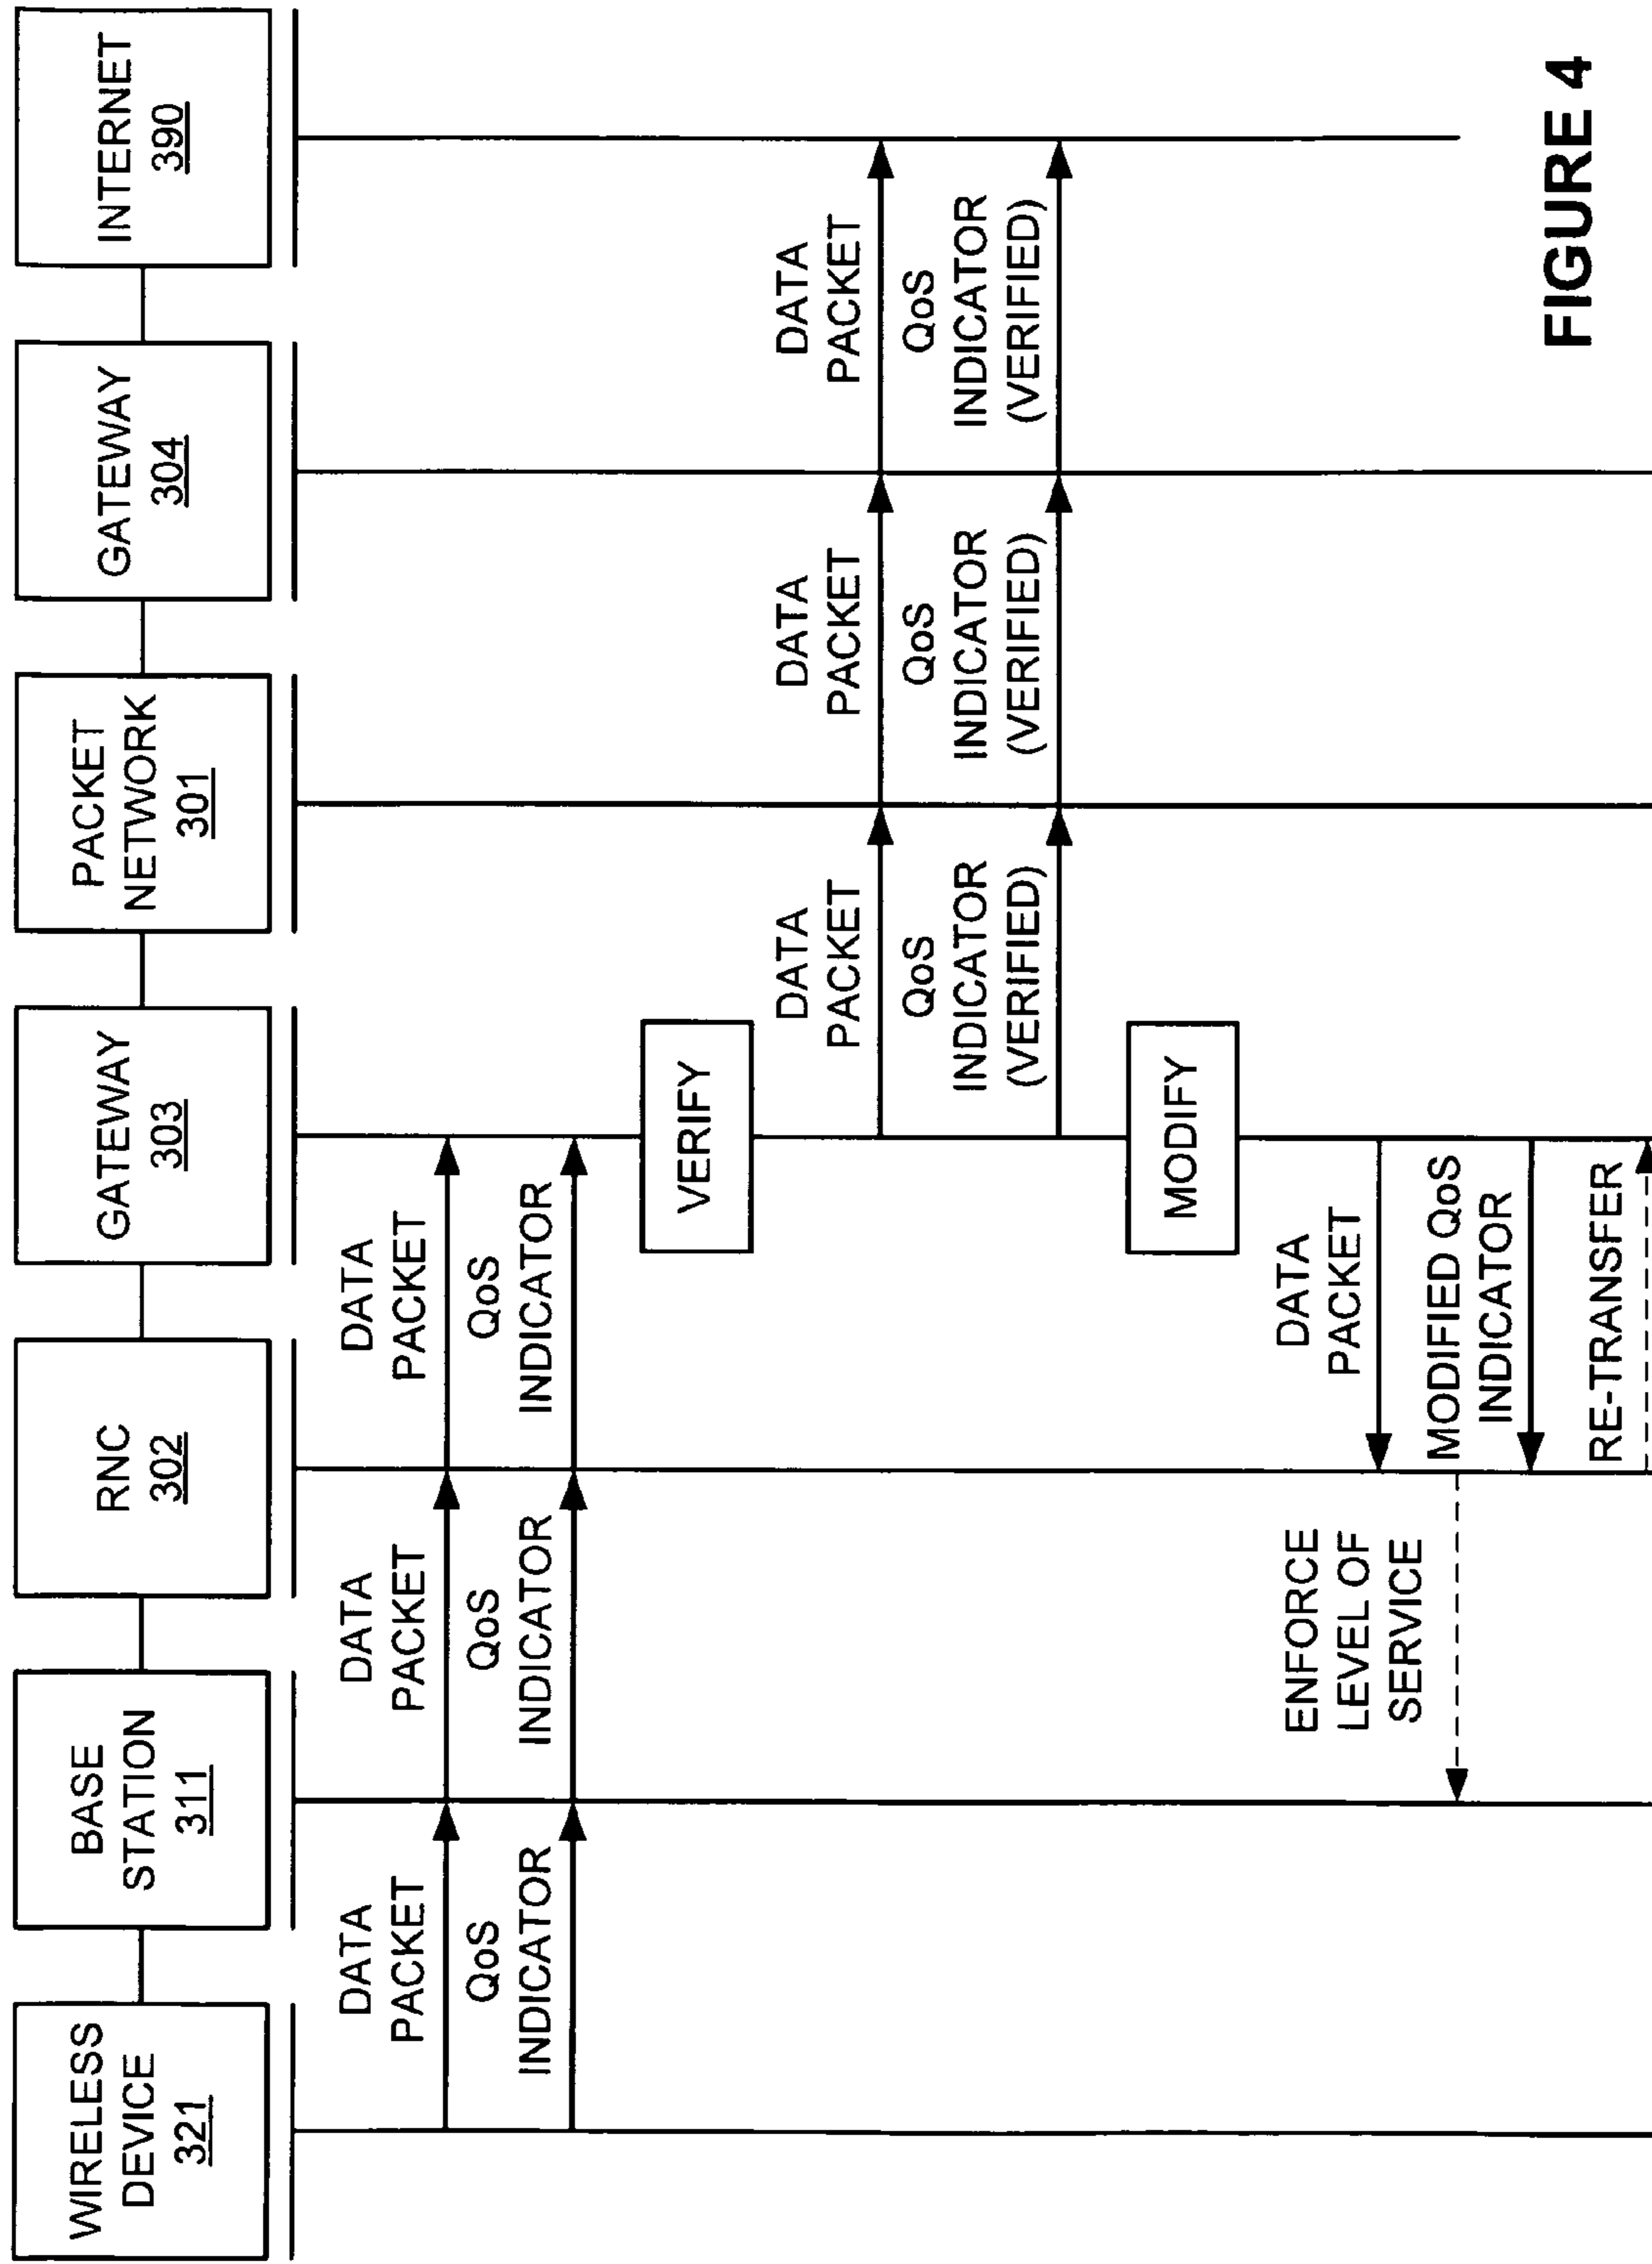 WIRELESS
DEVICE
321
BASE
STATION
311
RNC
302
GATEWAY
303
PACKET
NETWORK
301
GATEWAY
304
INTERNET
390
DATA
PACKET
QoS
INDICATOR
DATA
PACKET
QoS
INDICATOR
DATA
PACKET
QoS
INDICATOR
VERIFY
DATA
PACKET
QoS
INDICATOR
(VERIFIED)
DATA
PACKET
QoS
INDICATOR
(VERIFIED)
DATA
PACKET
QoS
INDICATOR
(VERIFIED)
MODIFY
DATA
PACKET
MODIFIED QoS
INDICATOR
ENFORCE
LEVEL OF
SERVICE
RE-TRANSFER
FIGURE 4